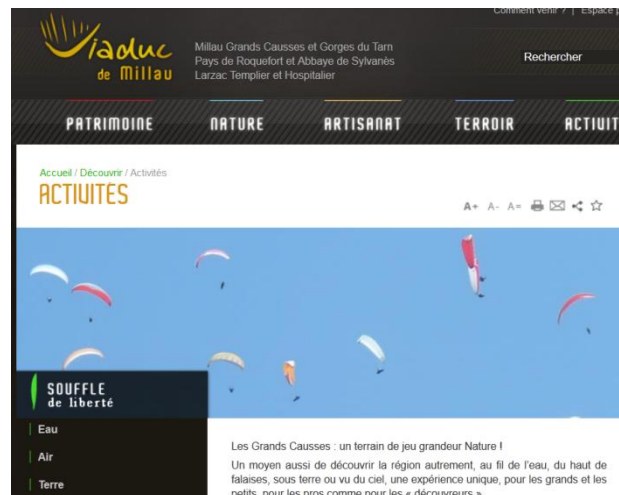 Comment venir ? | Espace
Viaduc
de Millau
Millau Grands Causses et Gorges du Tarn
Pays de Roquefort et Abbaye de Sylvanès
Larzac Templier et Hospitalier
Rechercher
PATRIMOINE NATURE ARTISANAT TERROIR ACTIVIT
Accueil / Découvrir / Activités
ACTIVITÉS
A+ A- A=
SOUFFLE
de liberté
Eau
Air
Terre
Les Grands Causses : un terrain de jeu grandeur Nature !
Un moyen aussi de découvrir la région autrement, au fil de l'eau, du haut de
falaises, sous terre ou vu du ciel, une expérience unique, pour les grands et les
petits, pour les pros comme pour les « découvreurs »